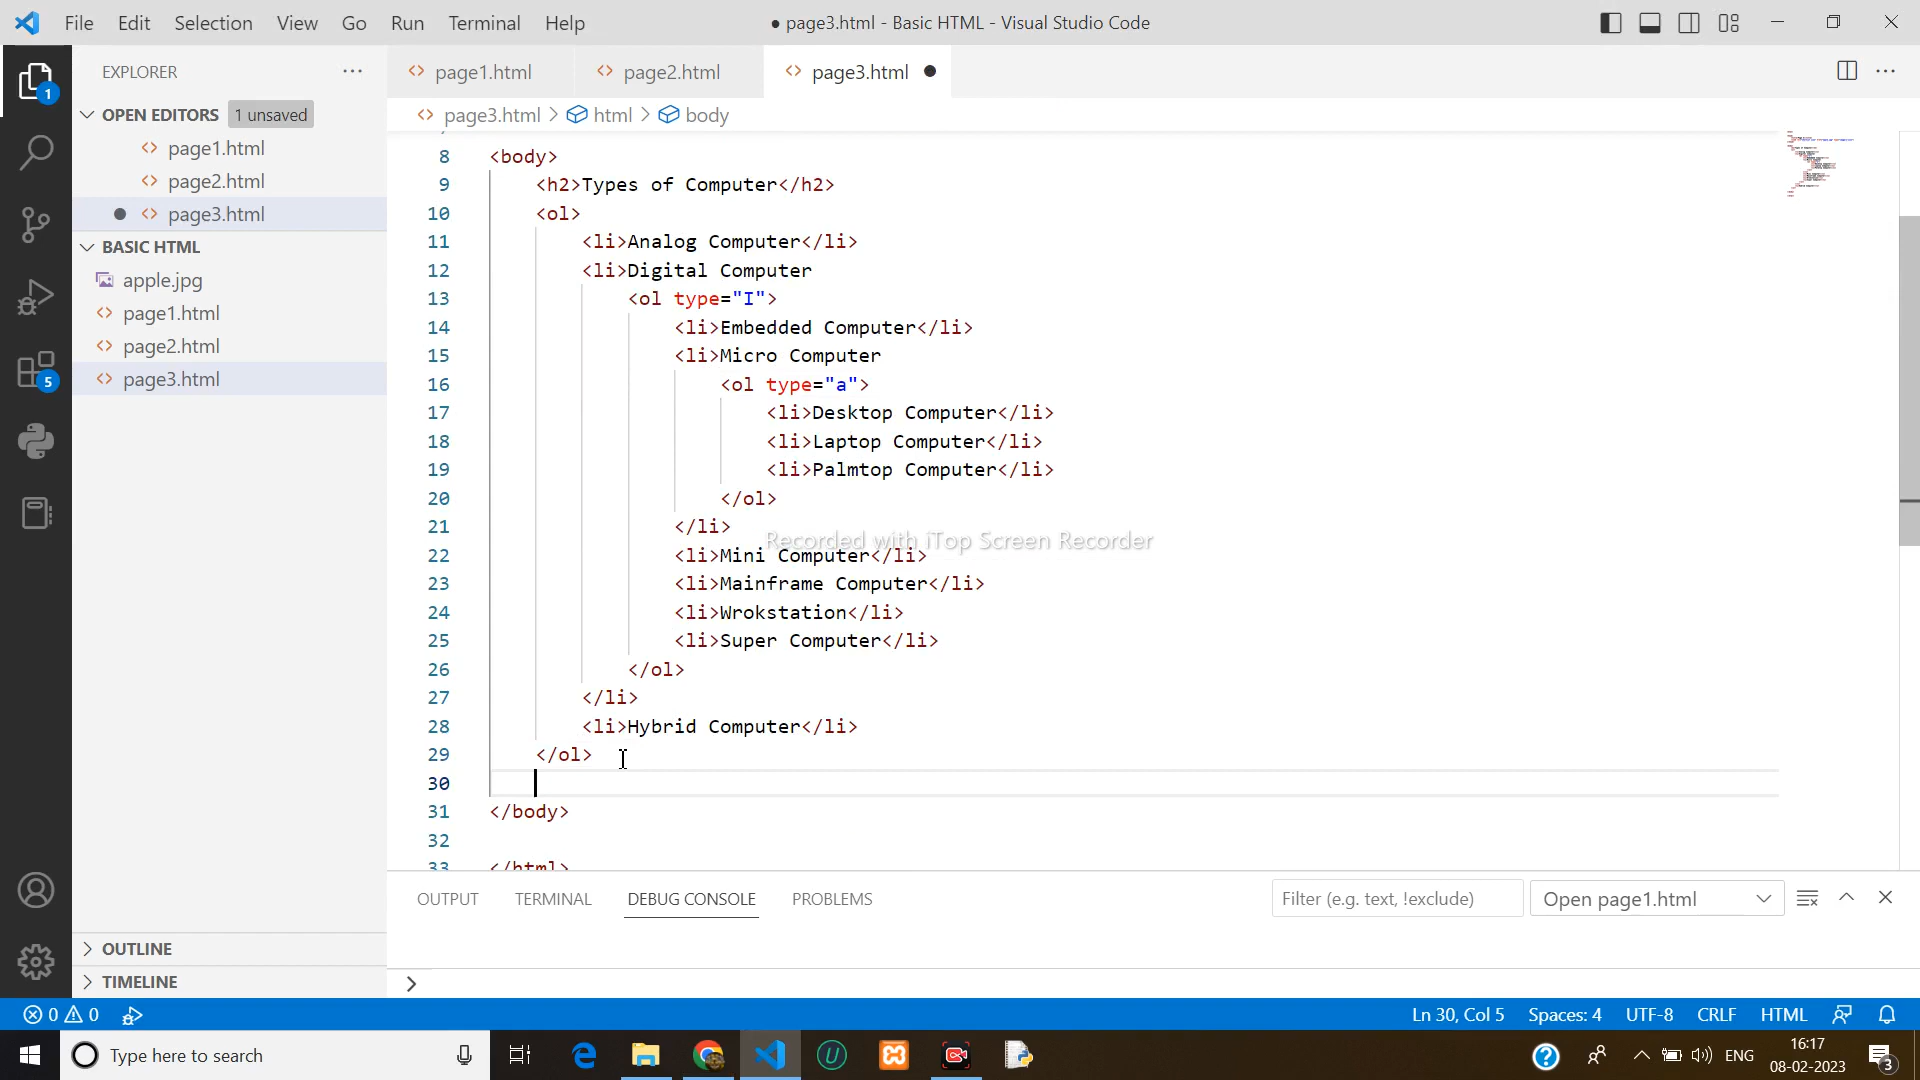 File Edit Selection View Go Run Terminal Help
● page3.html - Basic HTML - Visual Studio Code
EXPLORER
page1.html page2.html page3.html
OPEN EDITORS 1 unsaved
page3.html > html > body
page1.html
page2.html
page3.html
BASIC HTML
apple.jpg
page1.html
page2.html
page3.html
1
5
8 <body>
9 <h2>Types of Computer</h2>
10 <ol>
11 <li>Analog Computer</li>
12 <li>Digital Computer
13 <ol type="I">
14 <li>Embedded Computer</li>
15 <li>Micro Computer
16 <ol type="a">
17 <li>Desktop Computer</li>
18 <li>Laptop Computer</li>
19 <li>Palmtop Computer</li>
20 </ol>
21 </li>
Recorded with iTop Screen Recorder
22 <li>Mini Computer</li>
23 <li>Mainframe Computer</li>
24 <li>Wrokstation</li>
25 <li>Super Computer</li>
26 </ol>
27 </li>
28 <li>Hybrid Computer</li>
29 </ol>
30
31 </body>
32
33 </html>
OUTPUT TERMINAL DEBUG CONSOLE PROBLEMS
Filter (e.g. text, !exclude) Open page1.html
OUTLINE
TIMELINE
0 0
Ln 30, Col 5 Spaces: 4 UTF-8 CRLF HTML
Type here to search
ENG
16:17
08-02-2023
3